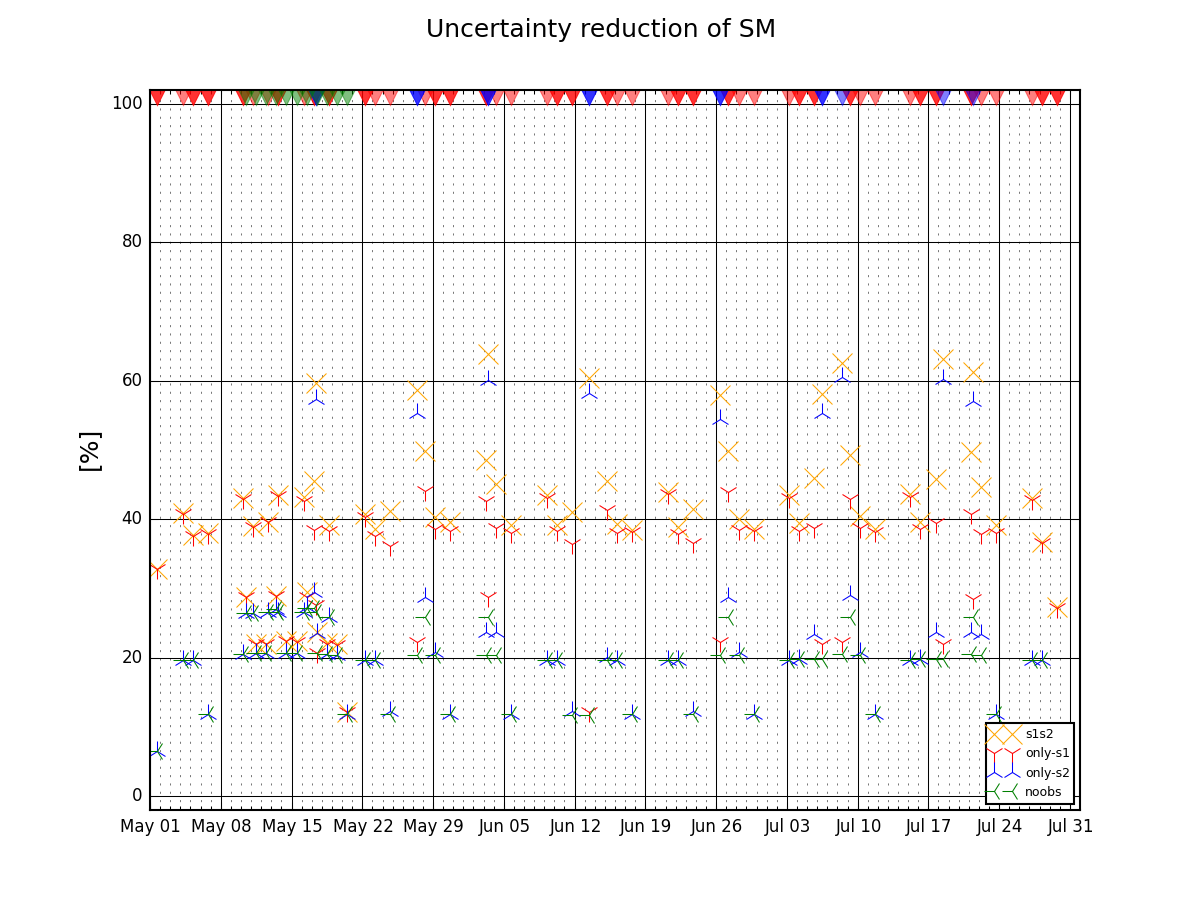 Uncertainty reduction of SM
100
80
60
40
20
0
[%]
May 01 May 08 May 15 May 22 May 29 Jun 05 Jun 12 Jun 19 Jun 26 Jul 03 Jul 10 Jul 17 Jul 24 Jul 31
s1s2
only-s1
only-s2
noobs